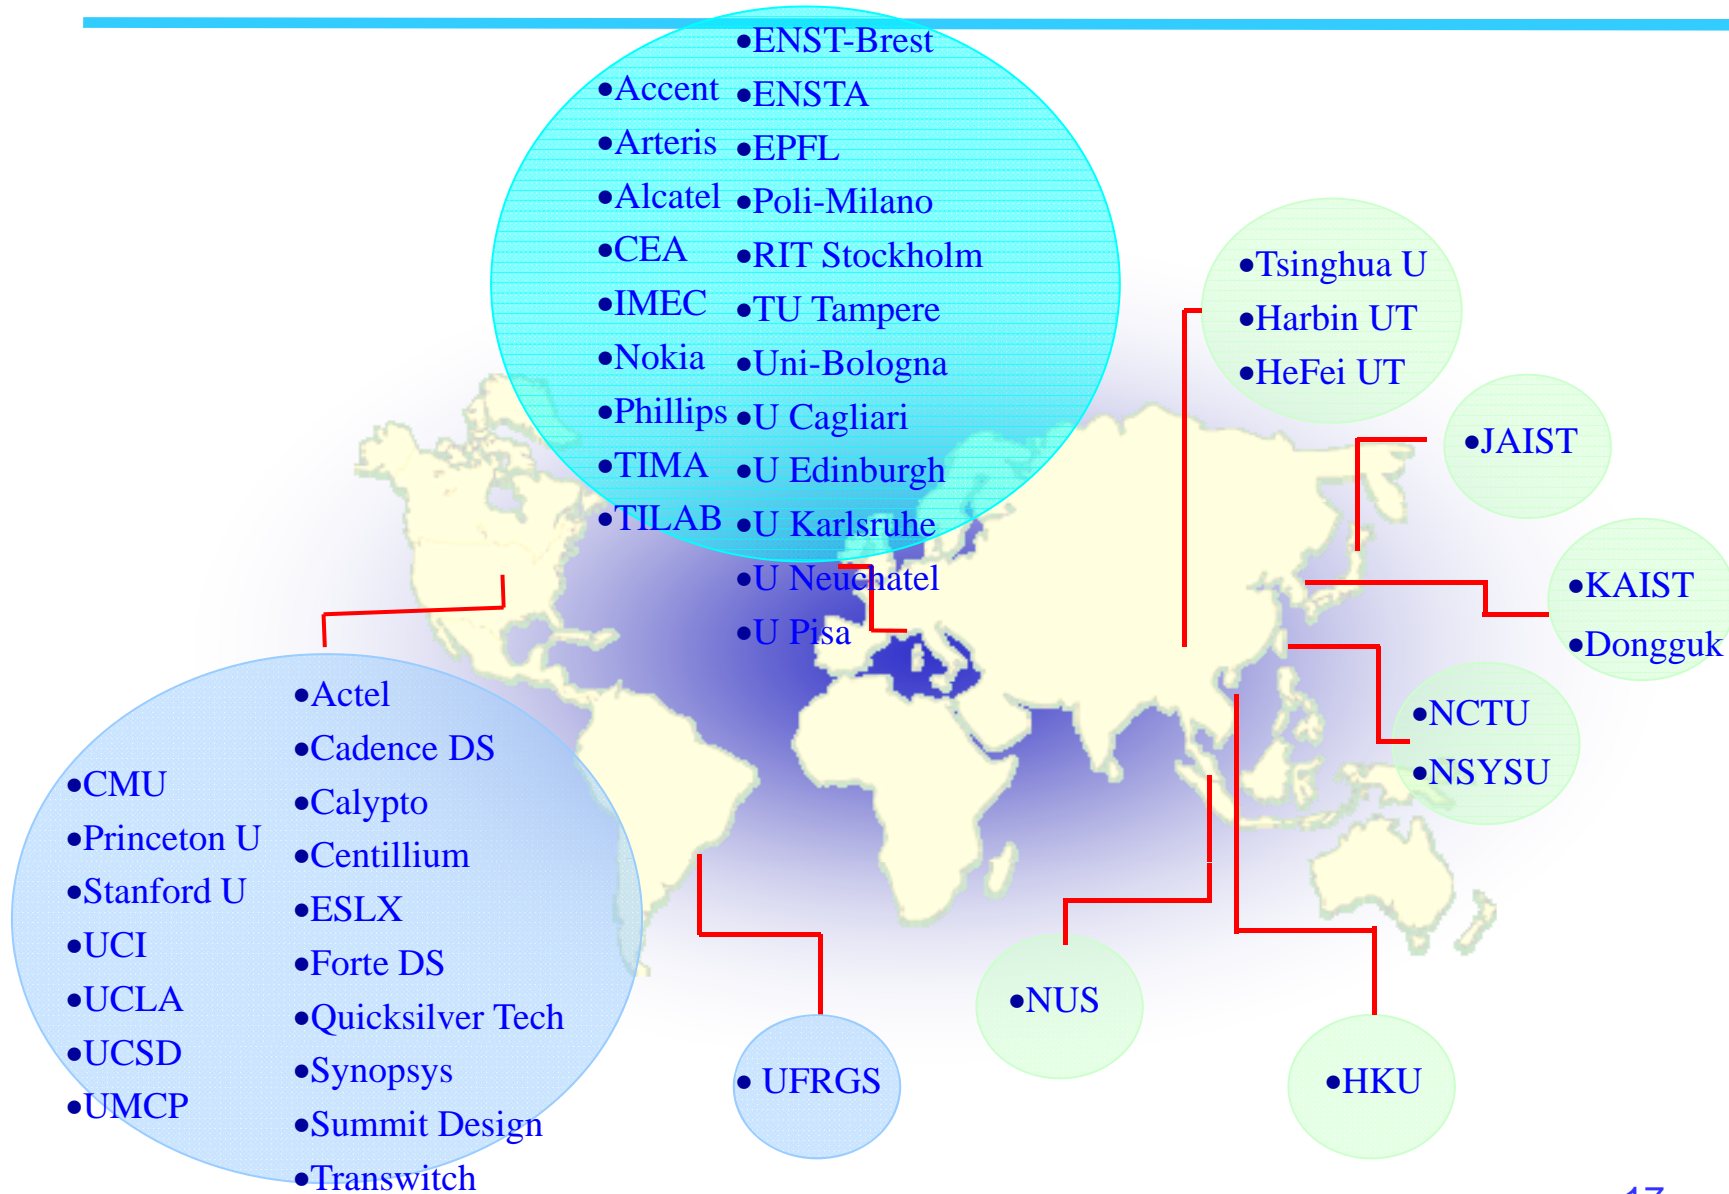 •Accent
•Arteris
•Alcatel
•CEA
•IMEC
•Nokia
•Phillips
•TIMA
•TILAB
•ENST-Brest
•ENSTA
•EPFL
•Poli-Milano
•RIT Stockholm
•TU Tampere
•Uni-Bologna
•U Cagliari
•U Edinburgh
•U Karlsruhe
•U Neuchatel
•U Pisa
•Tsinghua U
•Harbin UT
•HeFei UT
•JAIST
•KAIST
•Dongguk
•NCTU
•NSYSU
•CMU
•Princeton U
•Stanford U
•UCI
•UCLA
•UCSD
•UMCP
•Actel
•Cadence DS
•Calypto
•Centillium
•ESLX
•Forte DS
•Quicksilver Tech
•Synopsys
•Summit Design
•Transwitch
• UFRGS
•NUS
•HKU
17